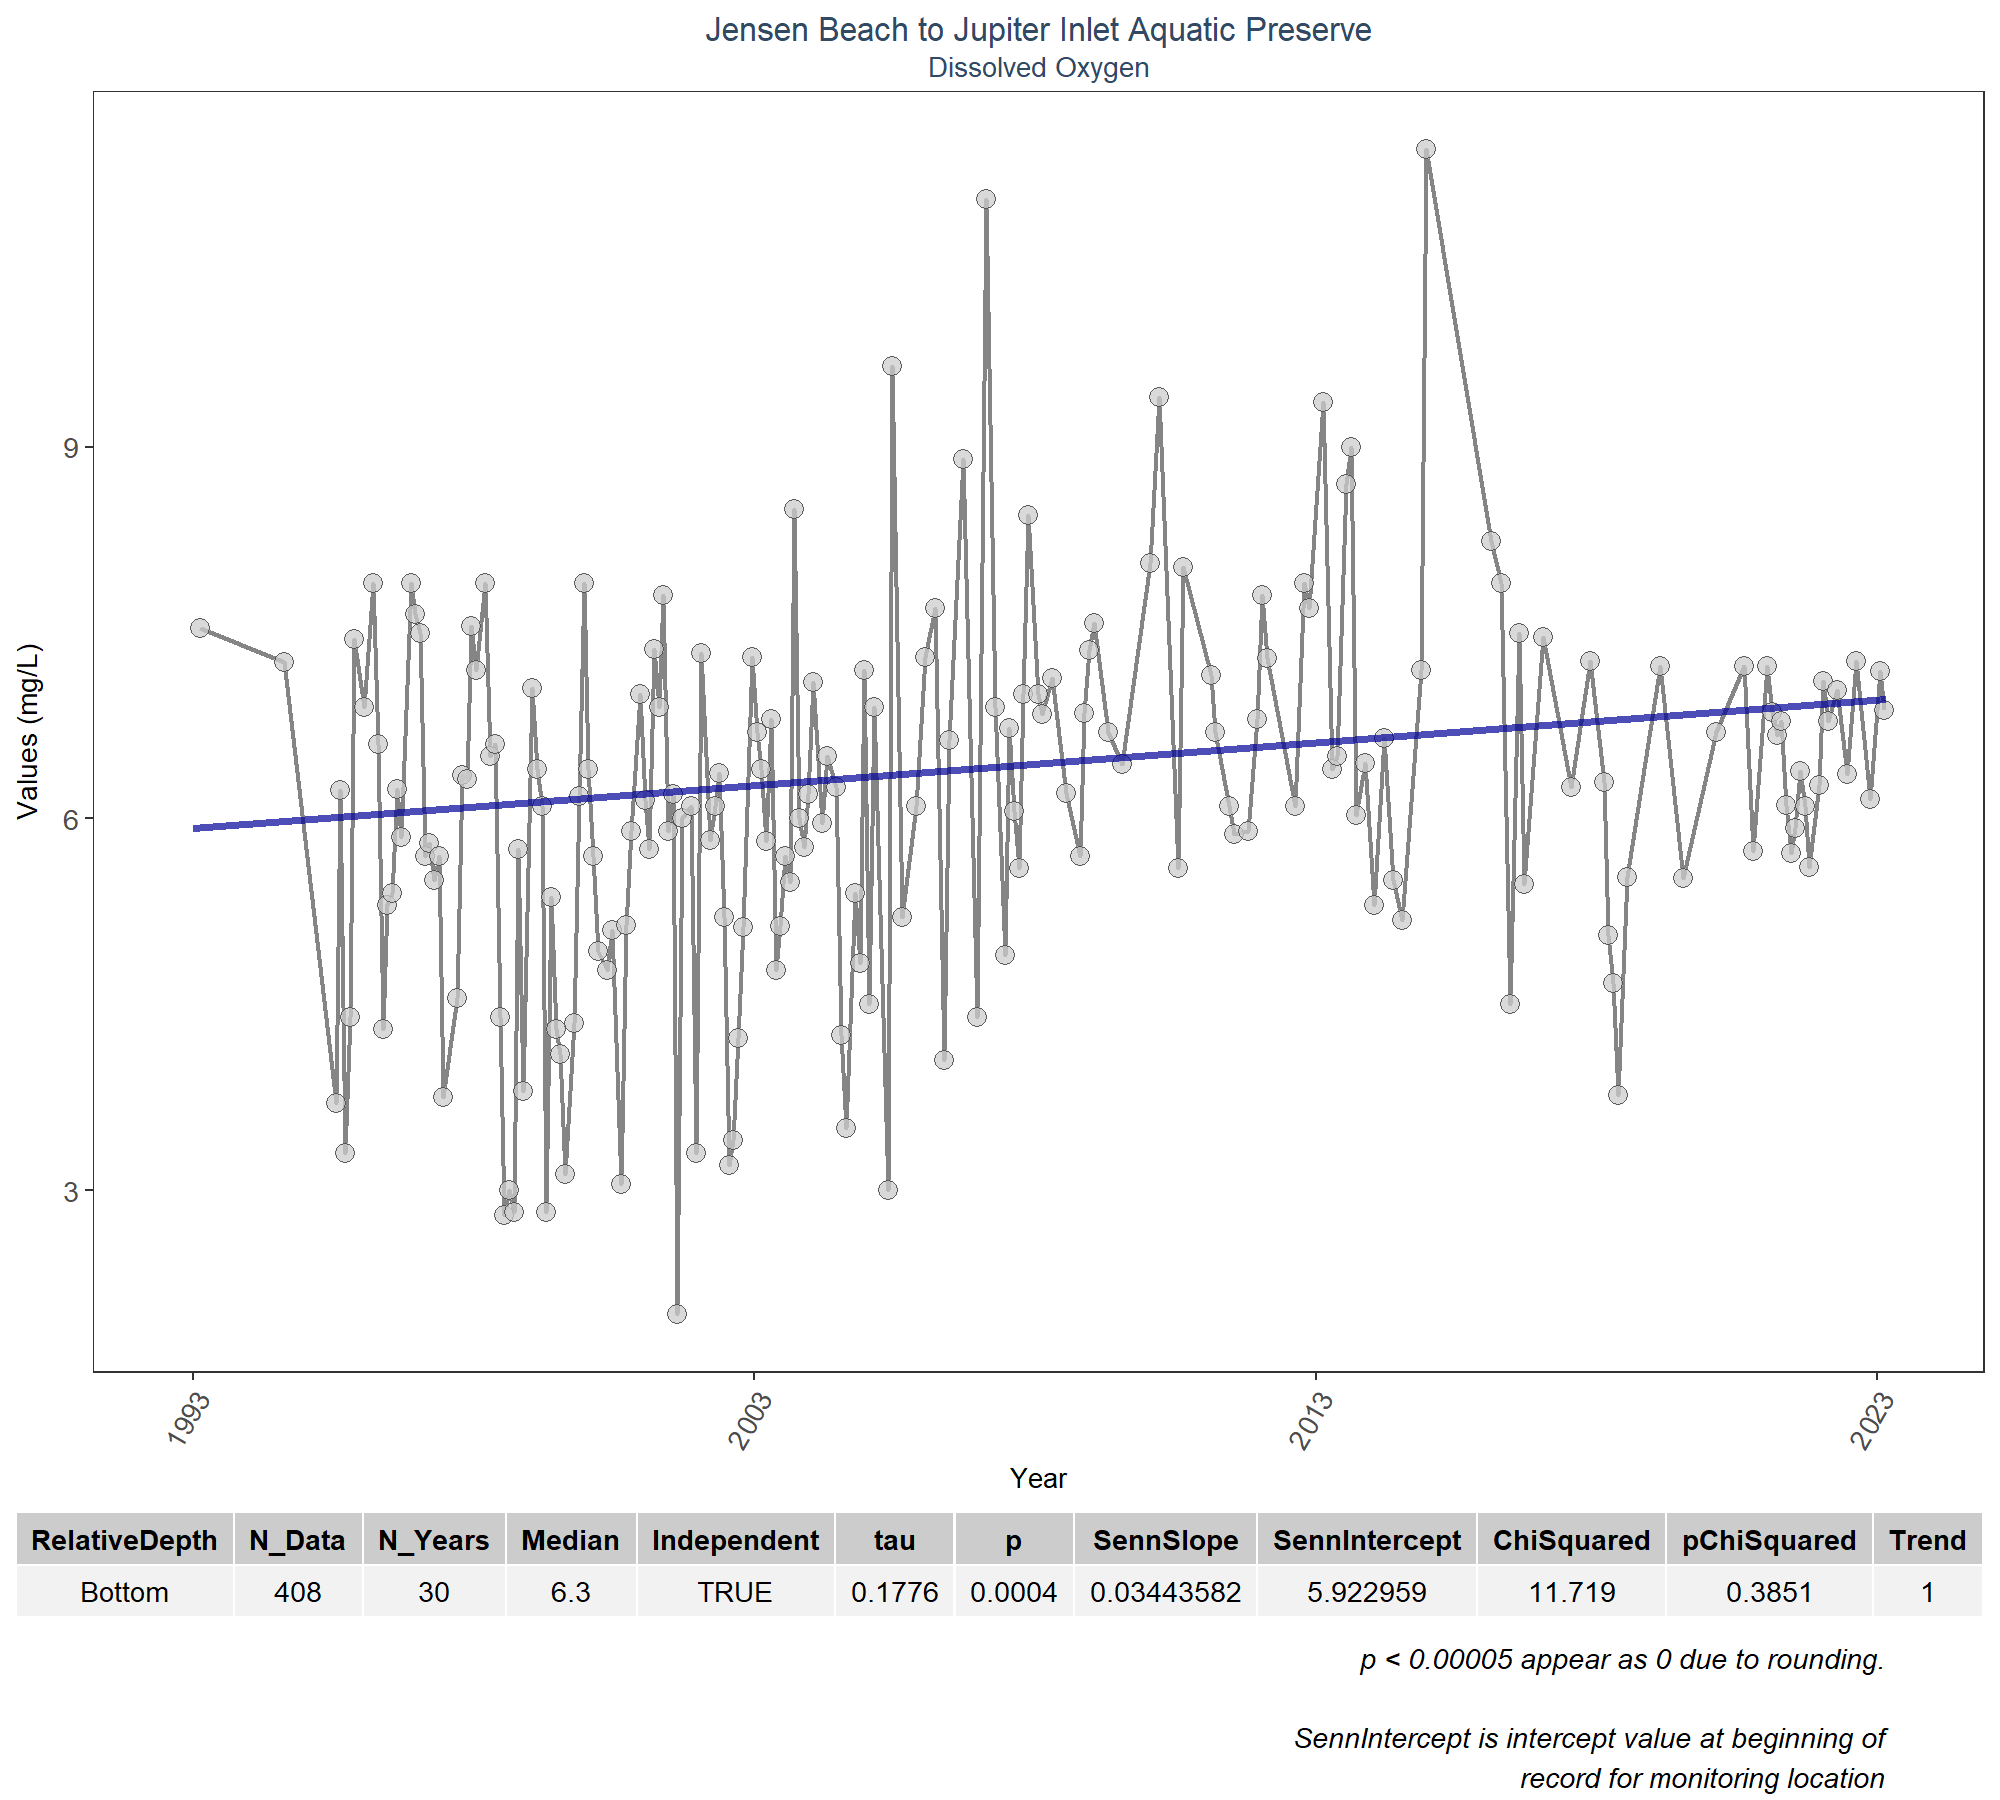 Jensen Beach to Jupiter Inlet Aquatic Preserve
Dissolved Oxygen
Values (mg/L)
9
6
3
1993
2003
2013
2023
Year
RelativeDepth N_Data N_Years Median Independent tau p SennSlope SennIntercept ChiSquared pChiSquared Trend
Bottom 408 30 6.3 TRUE 0.1776 0.0004 0.03443582 5.922959 11.719 0.3851 1
p < 0.00005 appear as 0 due to rounding.
SennIntercept is intercept value at beginning of
record for monitoring location